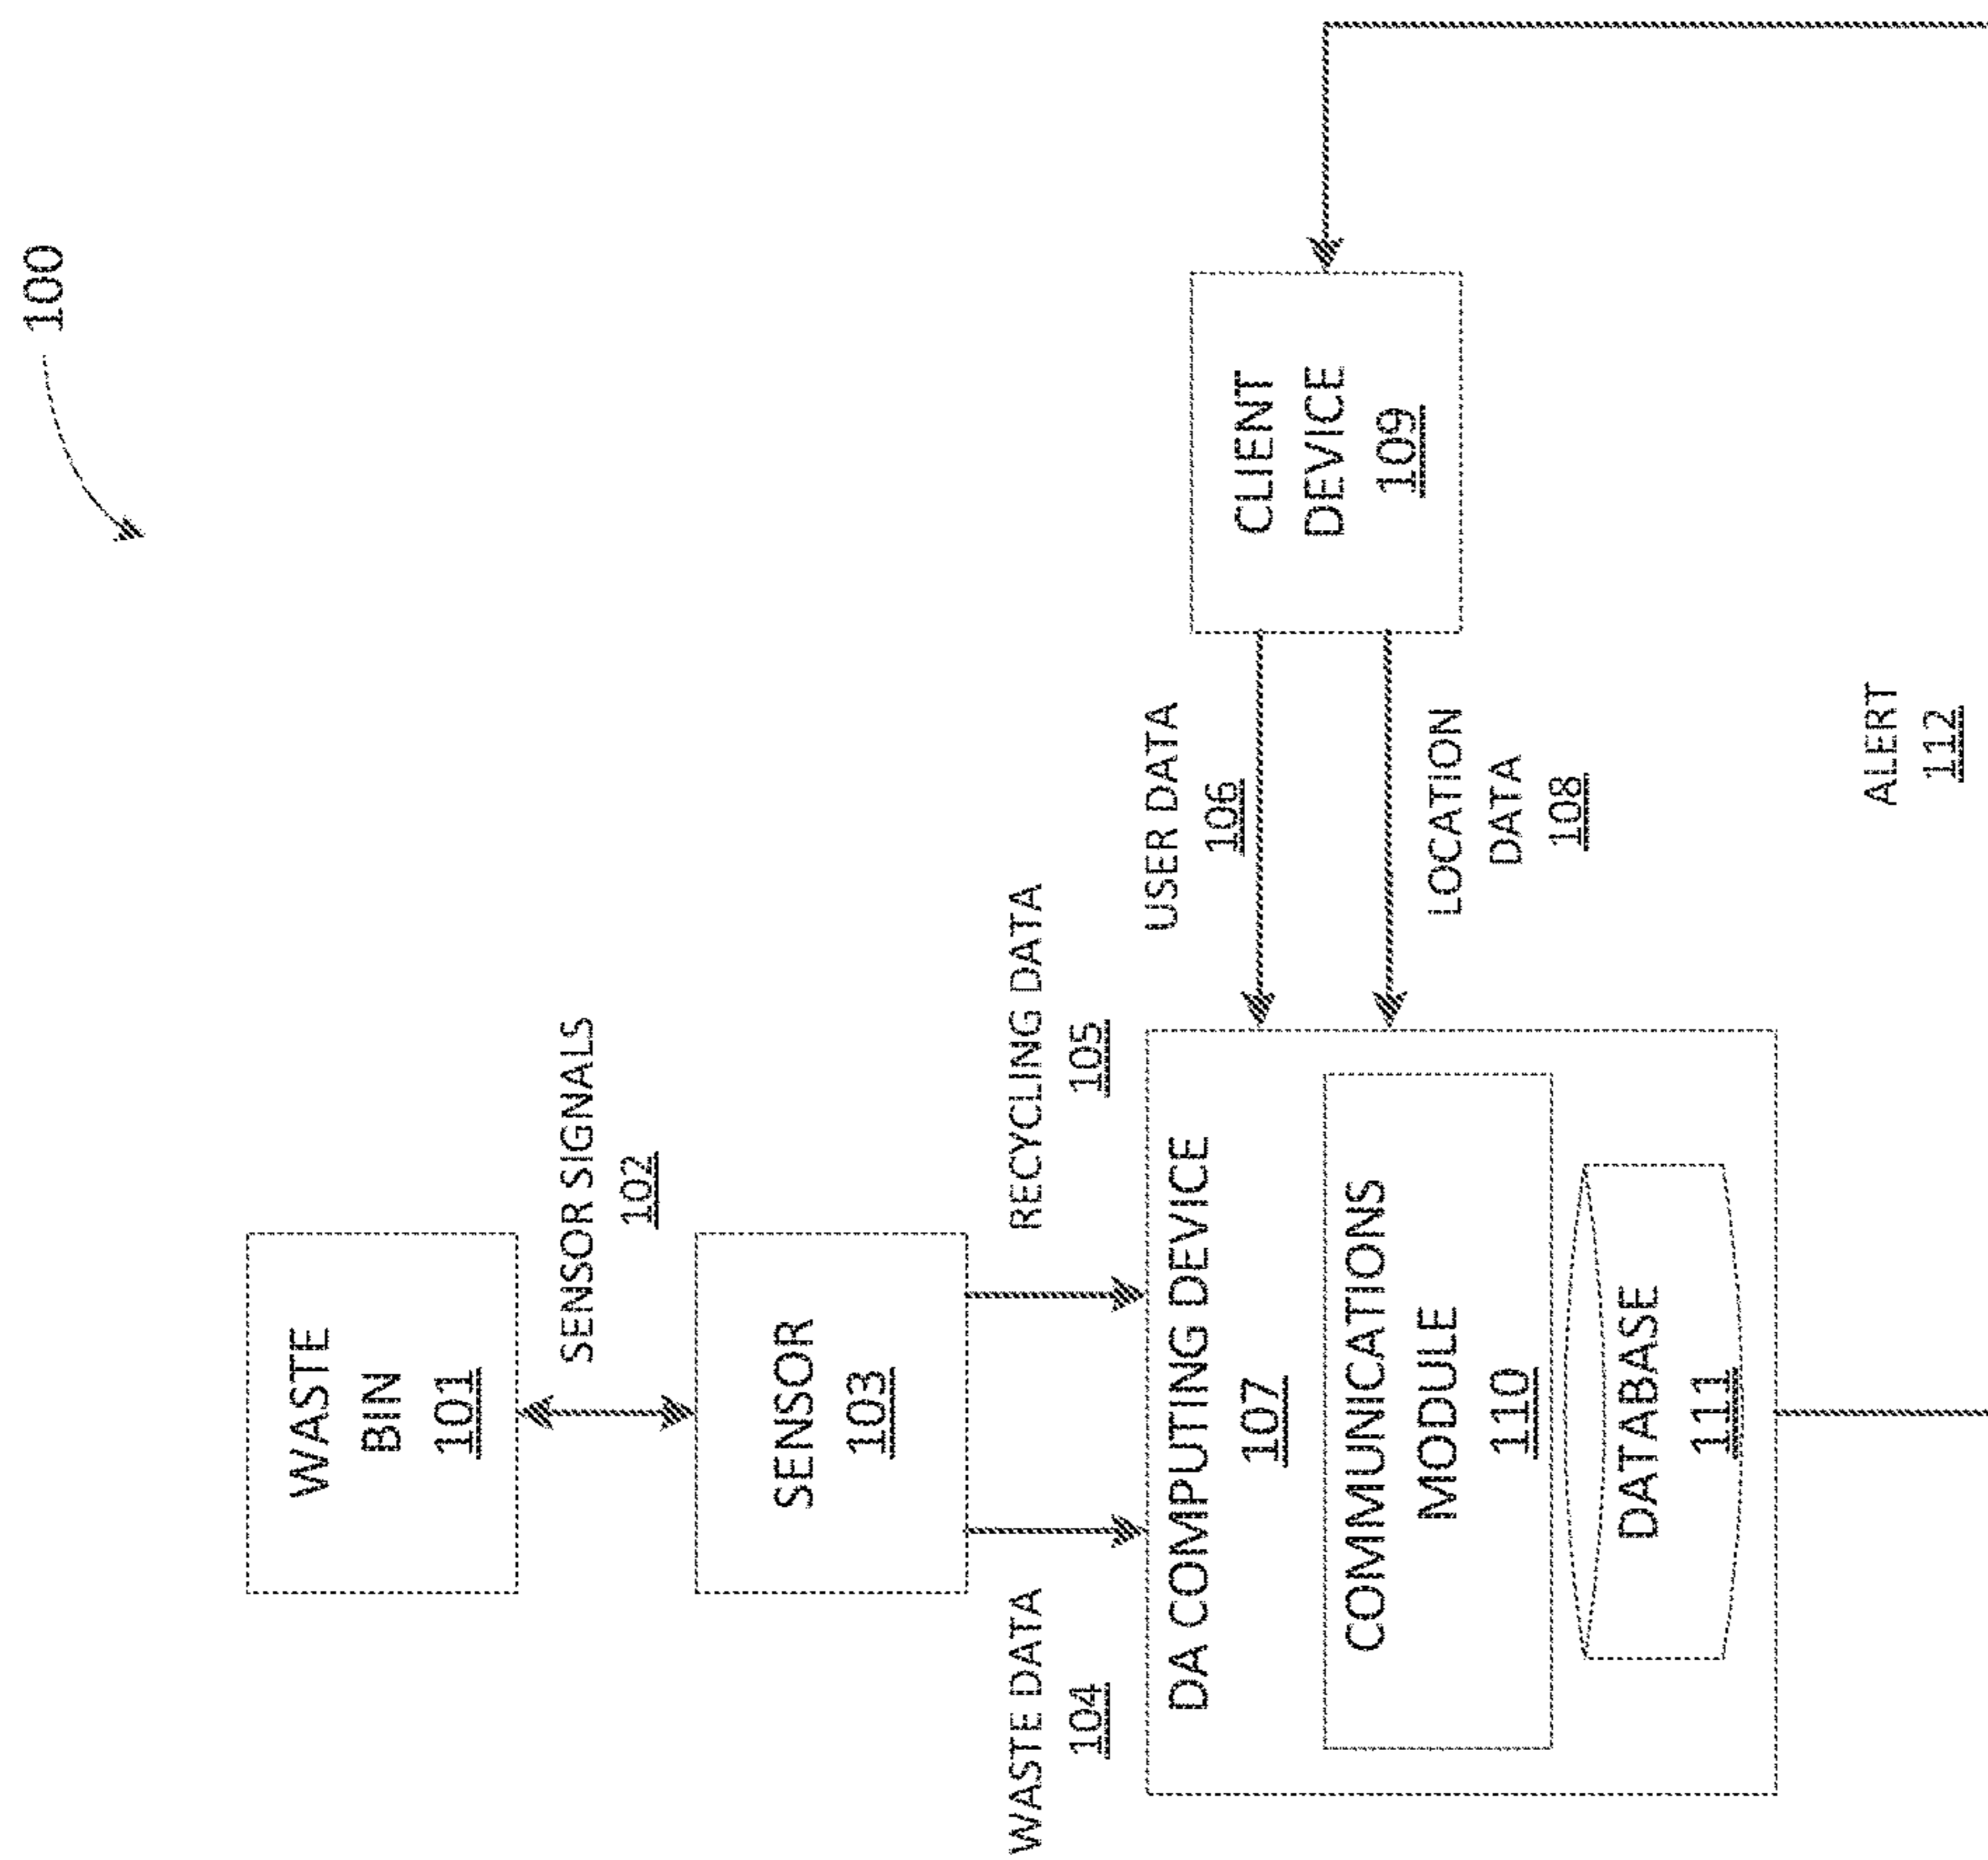 100
WASTE
BIN
101
SENSOR SIGNALS
102
SENSOR
103
WASTE DATA
104
RECYCLING DATA
105
DA COMPUTING DEVICE
107
COMMUNICATIONS
MODULE
110
DATABASE
111
USER DATA
106
LOCATION
DATA
108
CLIENT
DEVICE
109
ALERT
112